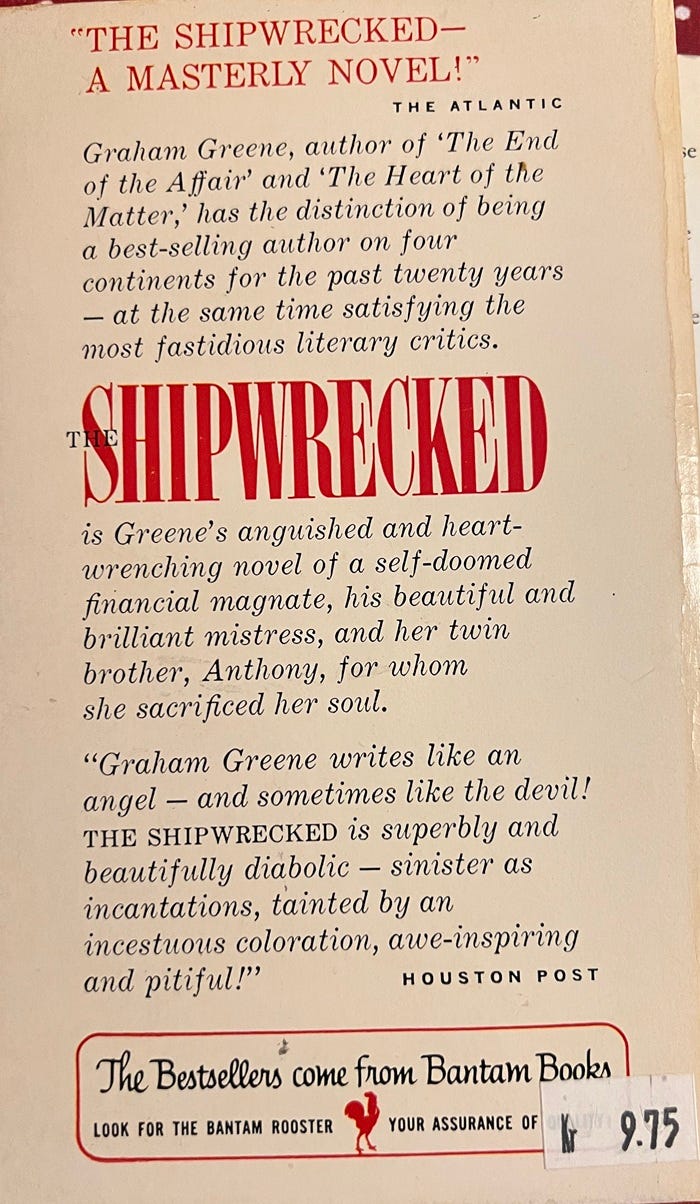 “THE SHIPWRECKED—
A MASTERLY NOVEL!”
THE ATLANTIC
Graham Greene, author of ‘The End
of the Affair’ and ‘The Heart of the
Matter,’ has the distinction of being
a best-selling author on four
continents for the past twenty years
— at the same time satisfying the
most fastidious literary critics.
THE SHIPWRECKED
is Greene’s anguished and heart-
wrenching novel of a self-doomed
financial magnate, his beautiful and
brilliant mistress, and her twin
brother, Anthony, for whom
she sacrificed her soul.
“Graham Greene writes like an
angel — and sometimes like the devil!
THE SHIPWRECKED is superbly and
beautifully diabolic — sinister as
incantations, tainted by an
incestuous coloration, awe-inspiring
and pitiful!” HOUSTON POST
The Bestsellers come from Bantam Books
LOOK FOR THE BANTAM ROOSTER YOUR ASSURANCE OF
Kr 9.75